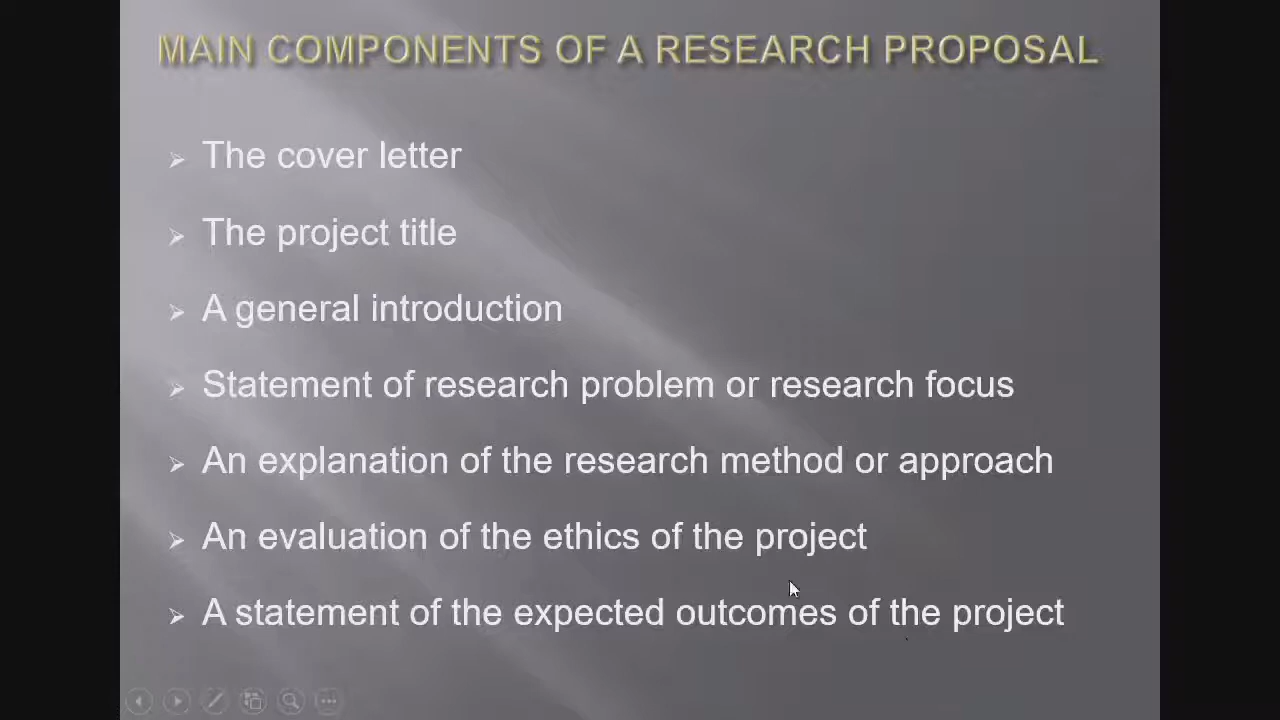 MAIN COMPONENTS OF A RESEARCH PROPOSAL
The cover letter
The project title
A general introduction
Statement of research problem or research focus
An explanation of the research method or approach
An evaluation of the ethics of the project
A statement of the expected outcomes of the project